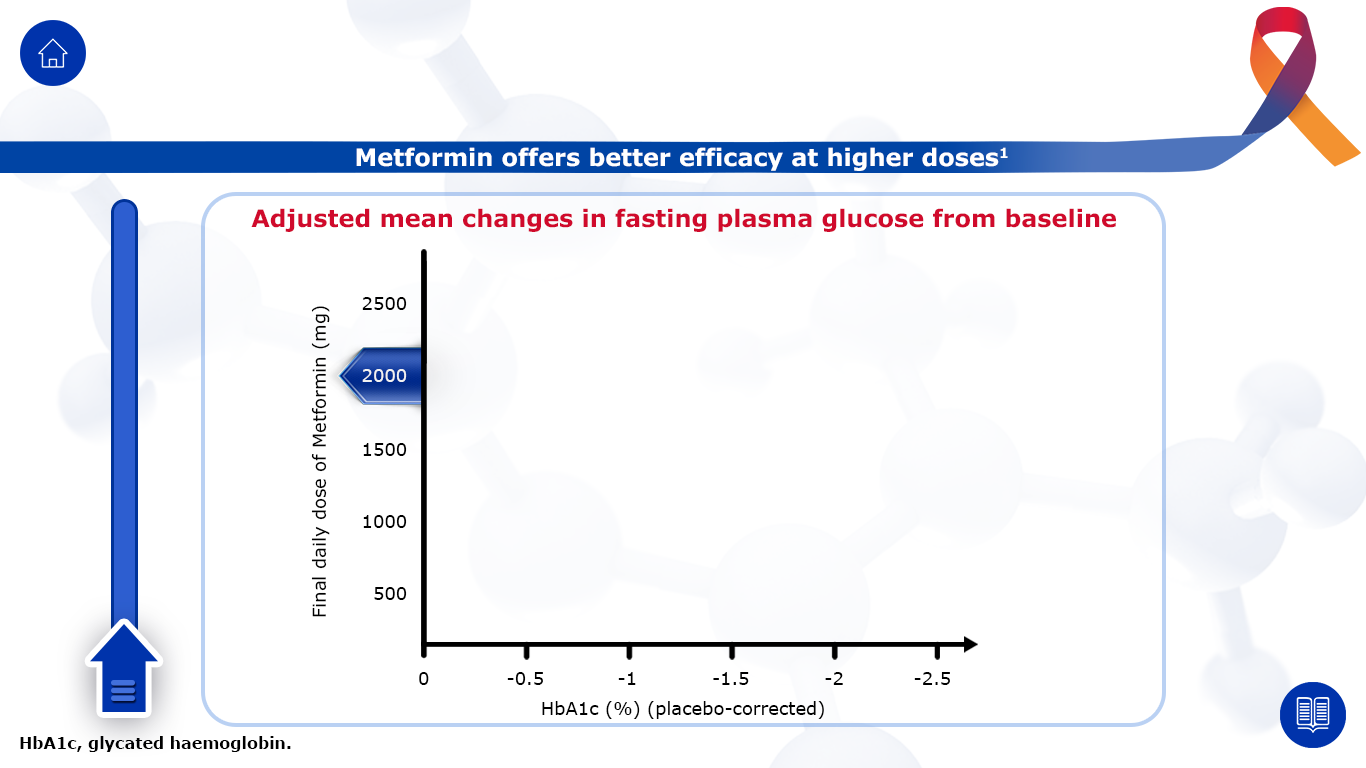 Metformin offers better efficacy at higher doses¹
Adjusted mean changes in fasting plasma glucose from baseline
Final daily dose of Metformin (mg)
2500
2000
1500
1000
500
0 -0.5 -1 -1.5 -2 -2.5
HbA1c (%) (placebo-corrected)
HbA1c, glycated haemoglobin.